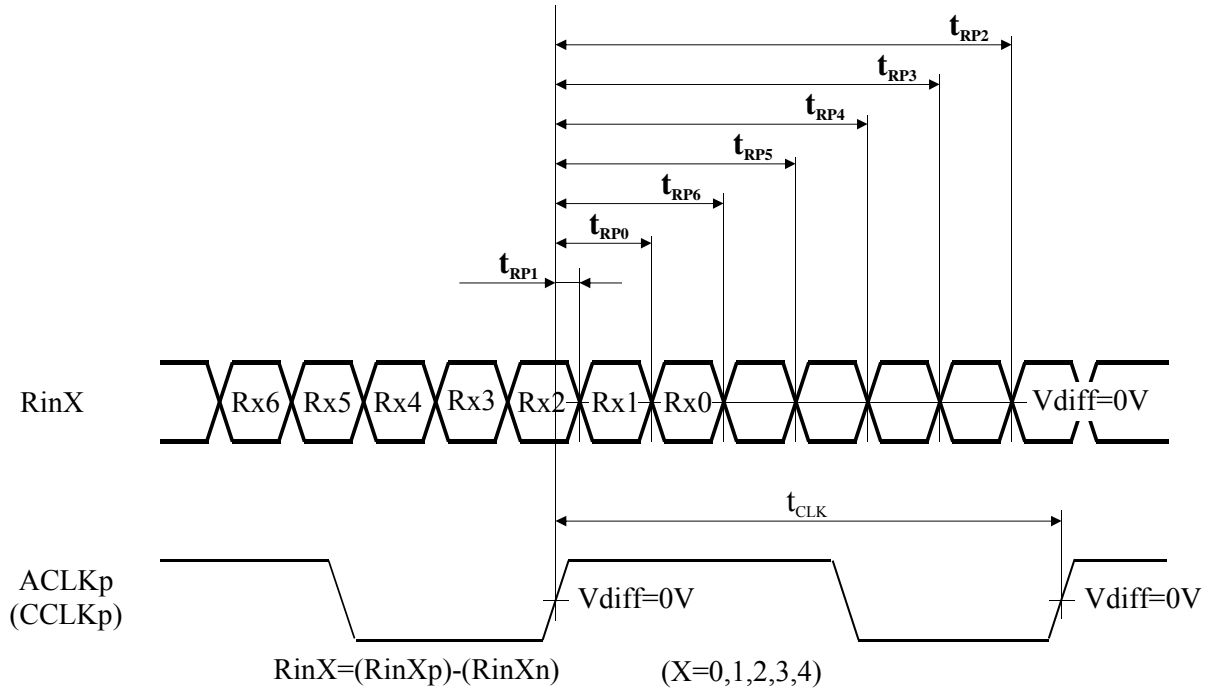 tRP2
tRP3
tRP4
tRP5
tRP6
tRP0
tRP1
RinX Rx6 Rx5 Rx4 Rx3 Rx2 Rx1 Rx0 Vdiff=0V
tCLK
ACLKp
(CCLKp)
Vdiff=0V Vdiff=0V
RinX=(RinXp)-(RinXn) (X=0,1,2,3,4)